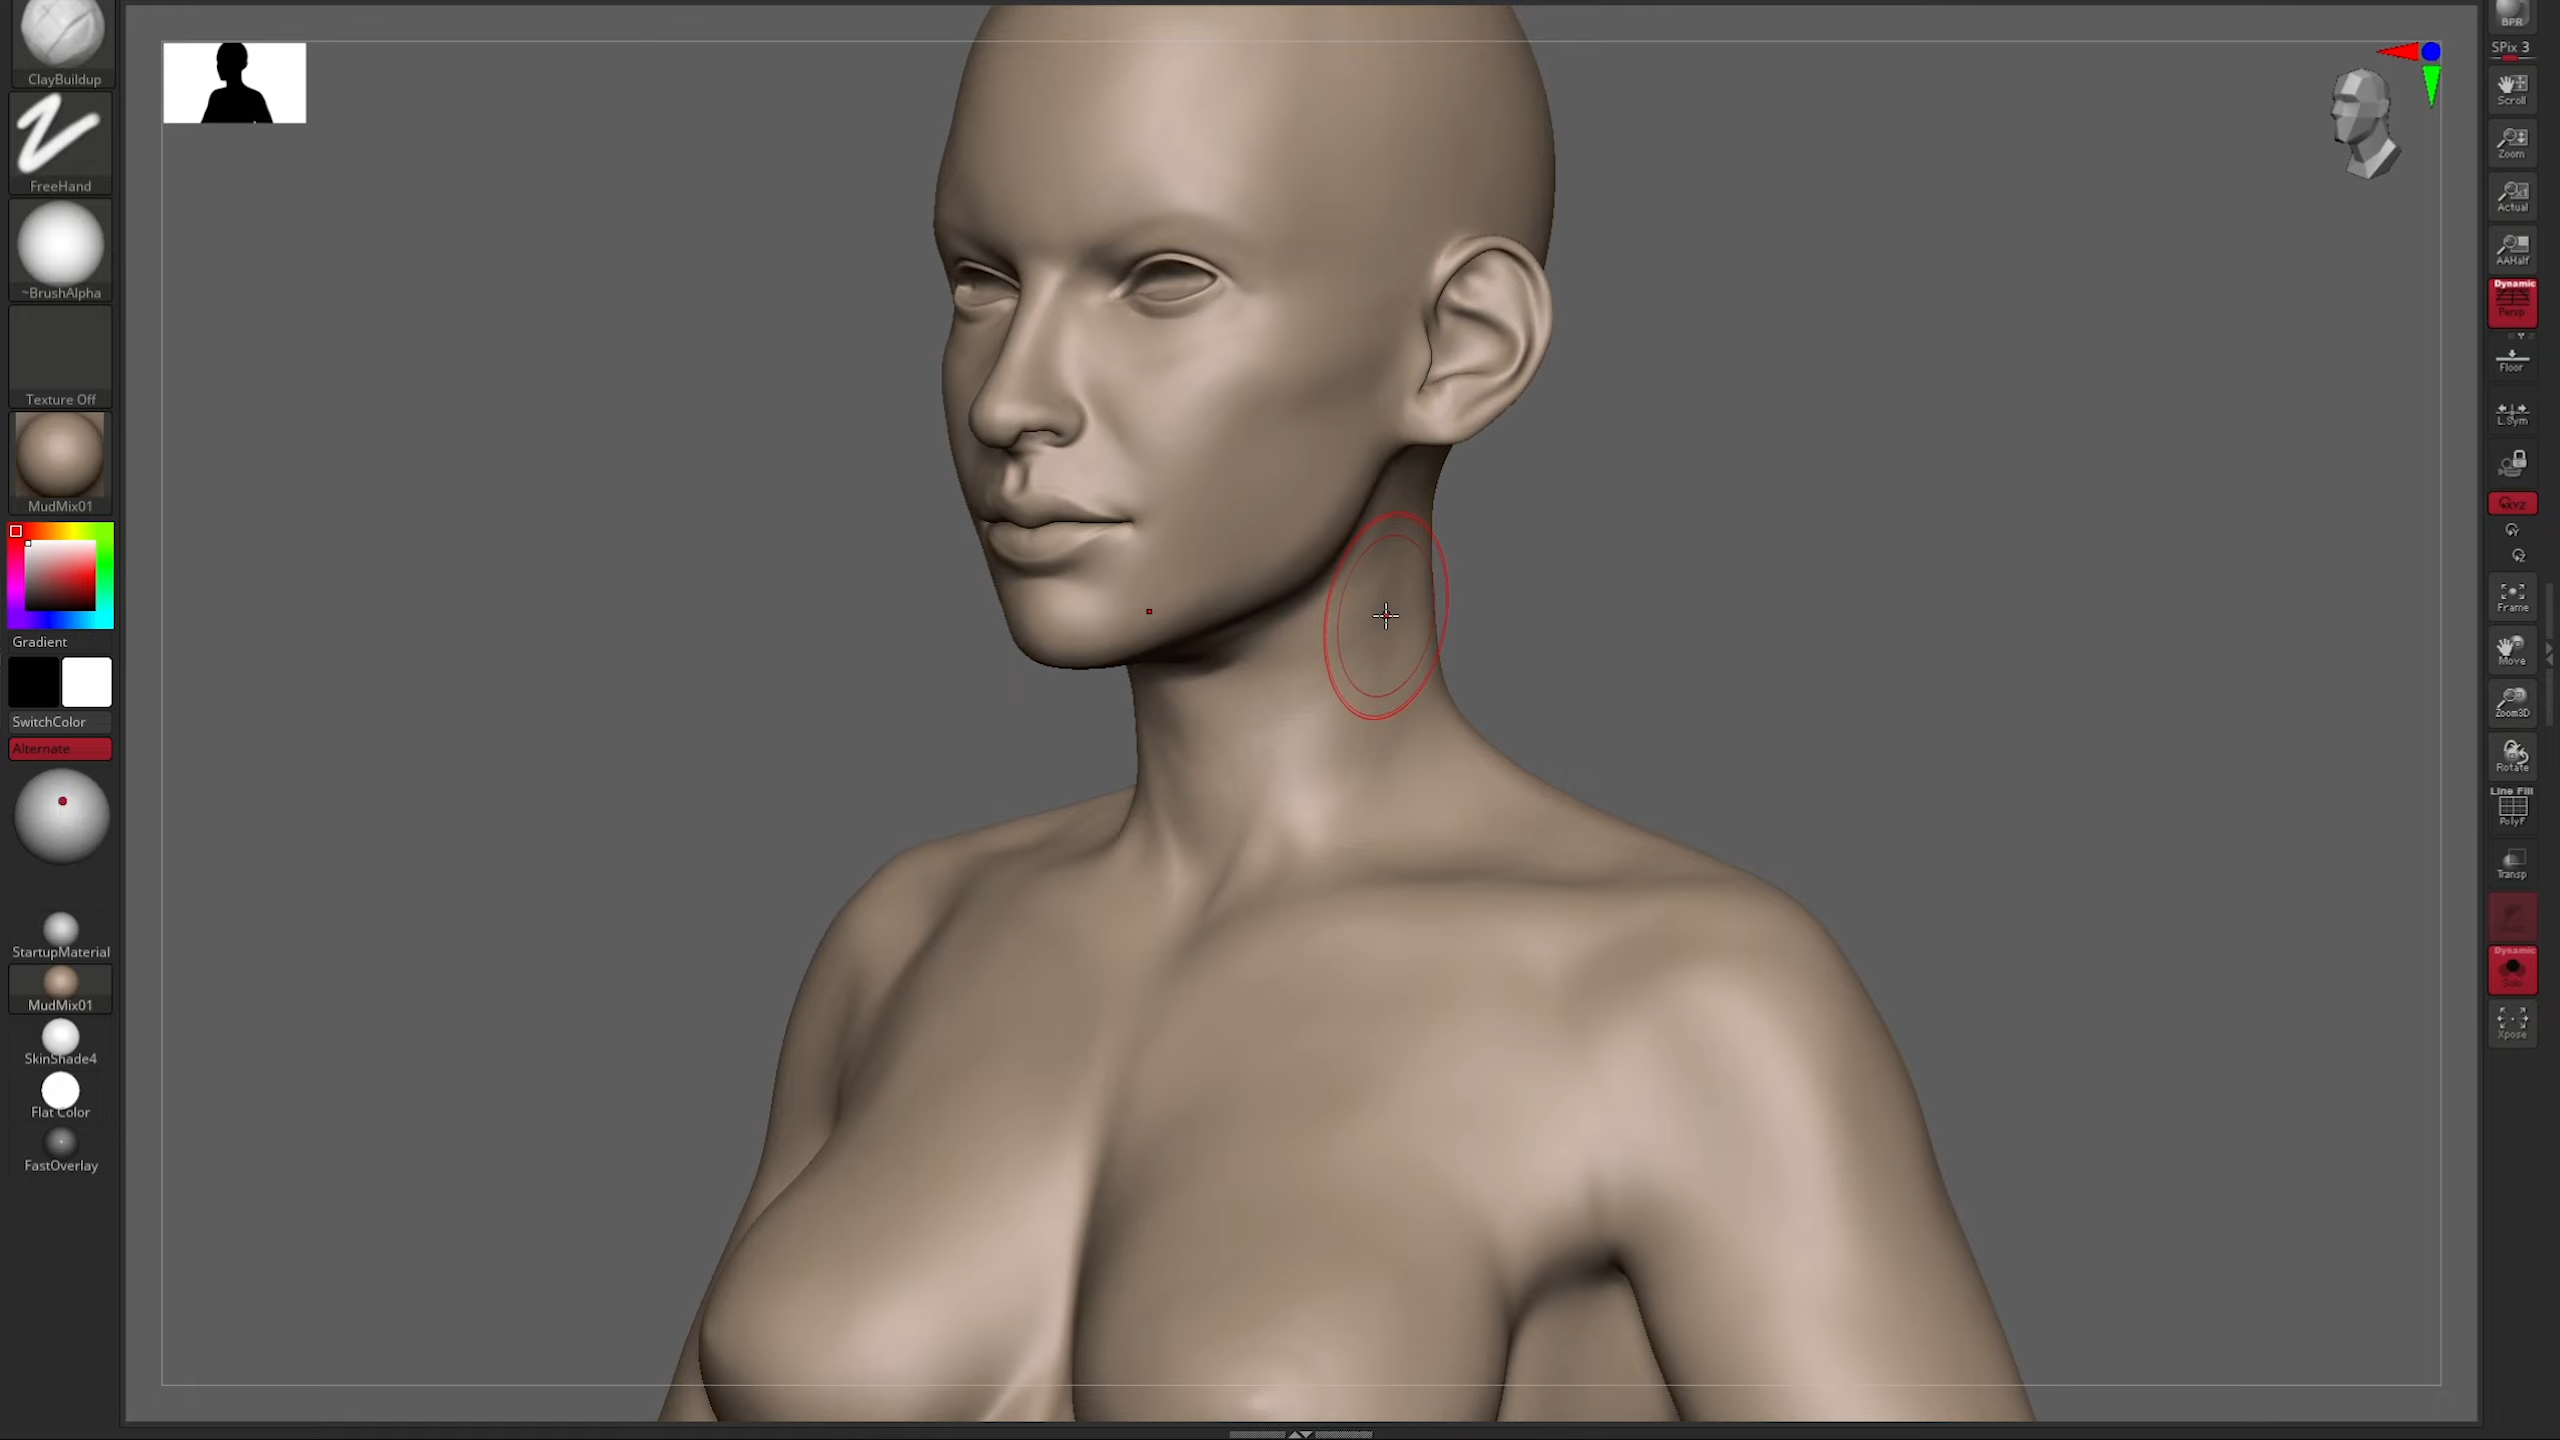 ClayBuildup
FreeHand
~BrushAlpha
Texture Off
MudMix01
Gradient
SwitchColor
Alternate
StartupMaterial
MudMix01
SkinShade4
Flat Color
FastOverlay
BPR
SPix 3
Scroll
Zoom
Actual
AAHalf
Dynamic
Persp
Floor
L.Sym
XYZ
Frame
Move
Zoom3D
Rotate
Line Fill
PolyF
Transp
Dynamic
Solo
Xpose